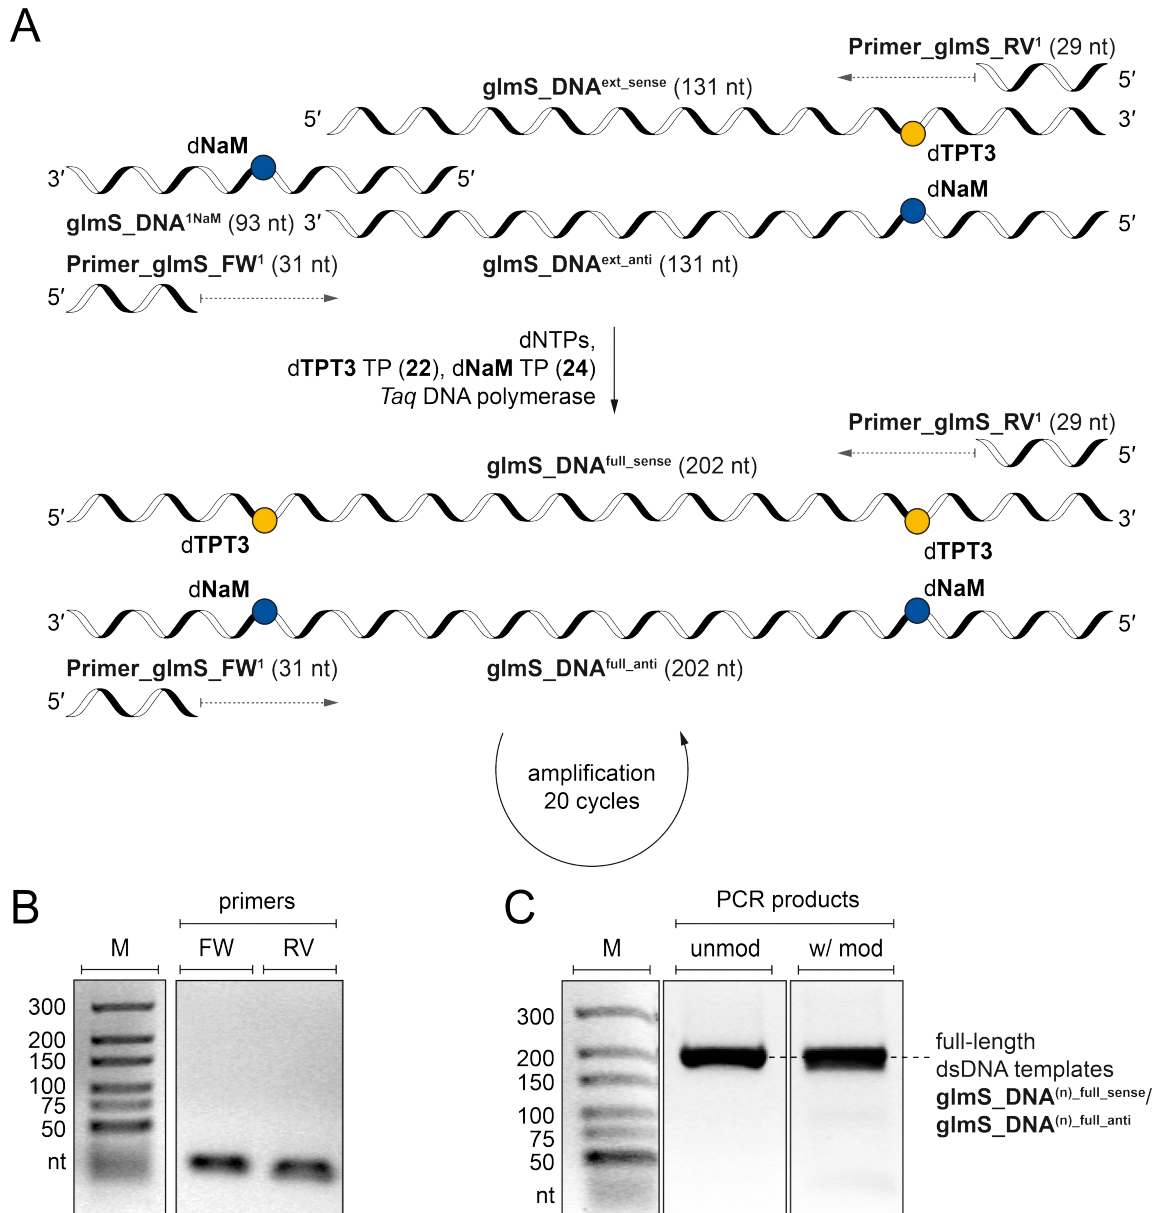 A
Primer_glmS_RV¹ (29 nt)
5′
glmS_DNAᵉˣᵗ_ˢᵉⁿˢᵉ (131 nt)
5′
3′
dTPT3
dNaM
3′
5′
dNaM
glmS_DNA¹ᴺᵃᴹ (93 nt)
3′
5′
Primer_glmS_FW¹ (31 nt)
glmS_DNAᵉˣᵗ_ᵃⁿᵗⁱ (131 nt)
5′
dNTPs,
dTPT3 TP (22), dNaM TP (24)
Taq DNA polymerase
Primer_glmS_RV¹ (29 nt)
5′
glmS_DNAᶠᵘˡˡ_ˢᵉⁿˢᵉ (202 nt)
5′
3′
dTPT3
dTPT3
dNaM
dNaM
3′
5′
Primer_glmS_FW¹ (31 nt)
glmS_DNAᶠᵘˡˡ_ᵃⁿᵗⁱ (202 nt)
5′
amplification
20 cycles
B
primers
M
FW
RV
300
200
150
100
75
50
nt
C
PCR products
M
unmod
w/ mod
300
200
150
100
75
50
nt
full-length
dsDNA templates
glmS_DNA⁽ⁿ⁾_ᶠᵘˡˡ_ˢᵉⁿˢᵉ/
glmS_DNA⁽ⁿ⁾_ᶠᵘˡˡ_ᵃⁿᵗⁱ